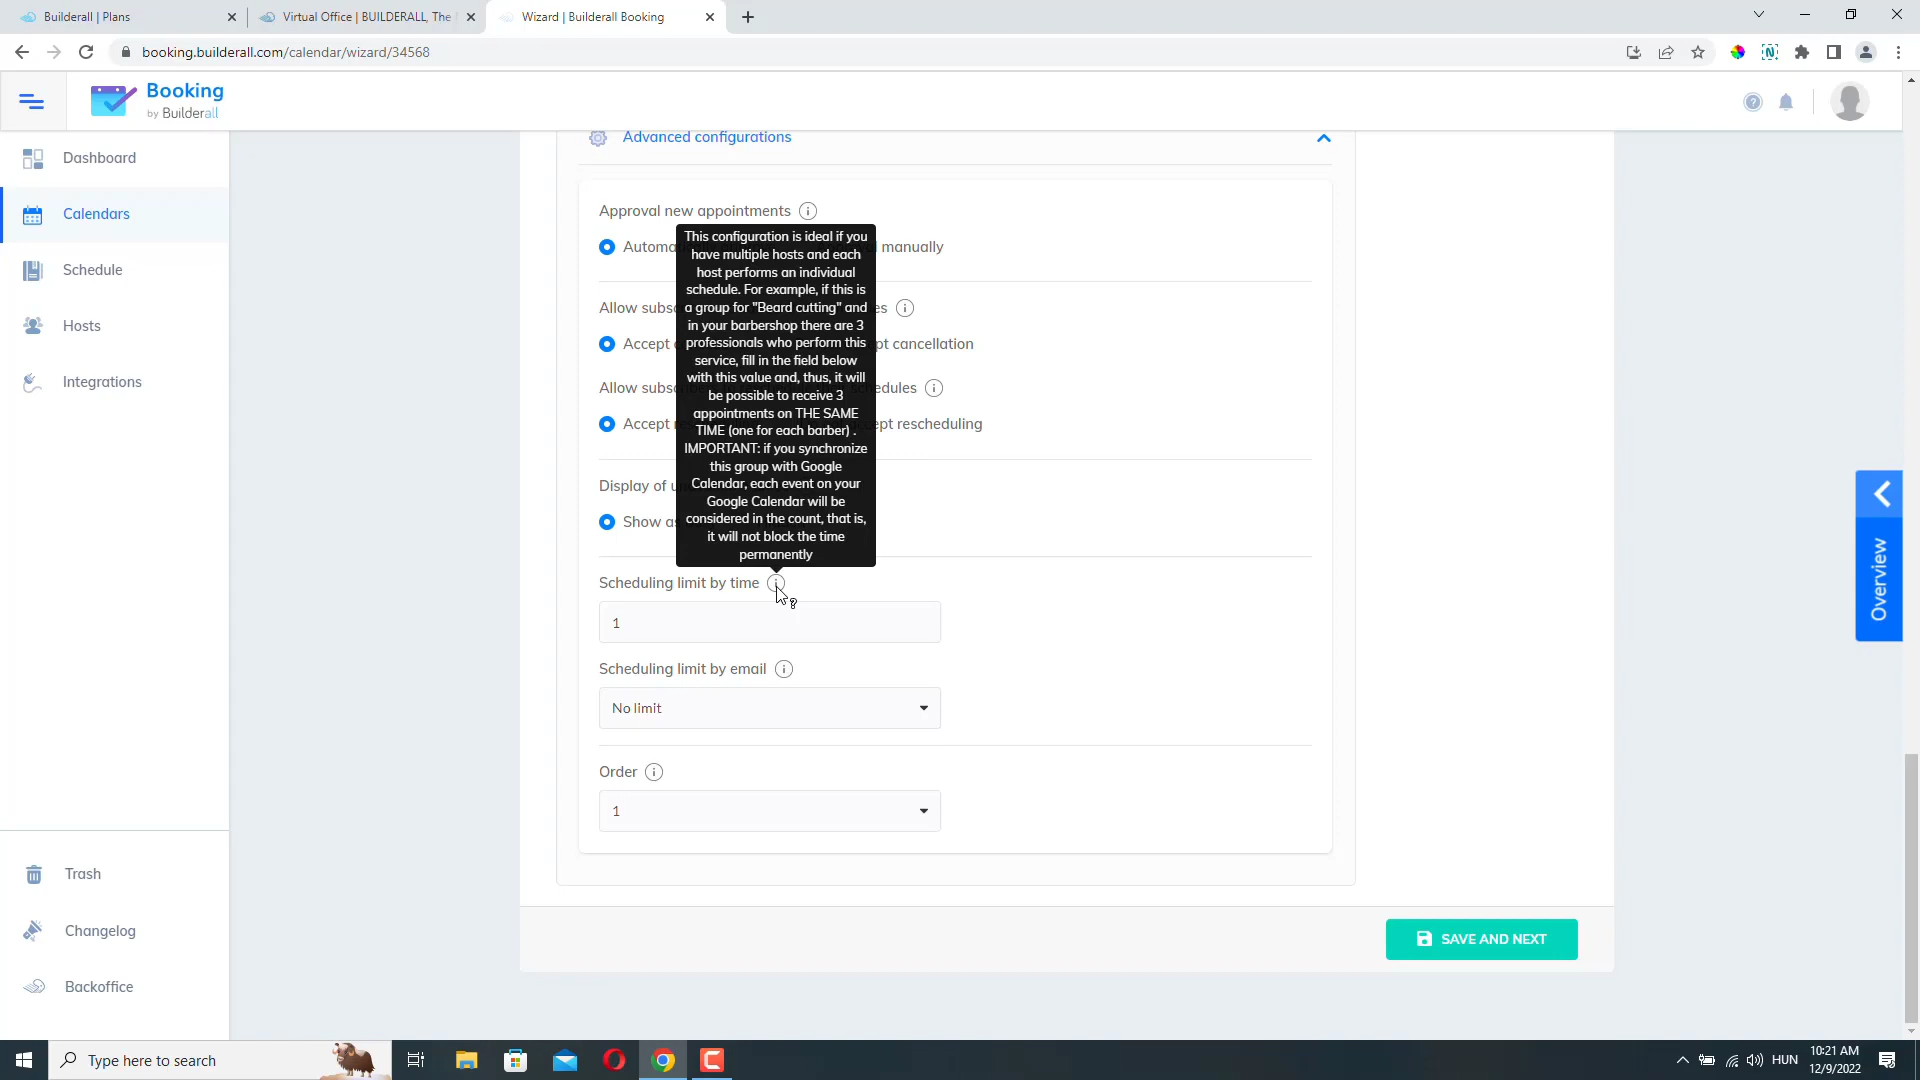 Builderall | Plans
Virtual Office | BUILDERALL, The
Wizard | Builderall Booking
booking.builderall.com/calendar/wizard/34568
Booking
by Builderall
Dashboard
Calendars
Schedule
Hosts
Integrations
Trash
Changelog
Backoffice
Advanced configurations
Approval new appointments
Automa
manually
Allow subs
es
Accept
pt cancellation
Allow subs
edules
Accept
ept rescheduling
Display of u
Show as
This configuration is ideal if you
have multiple hosts and each
host performs an individual
schedule. For example, if this is
a group for "Beard cutting" and
in your barbershop there are 3
professionals who perform this
service, fill in the field below
with this value and, thus, it will
be possible to receive 3
appointments on THE SAME
TIME (one for each barber) .
IMPORTANT: if you synchronize
this group with Google
Calendar, each event on your
Google Calendar will be
considered in the count, that is,
it will not block the time
permanently
Scheduling limit by time
1
Scheduling limit by email
No limit
Order
1
SAVE AND NEXT
Overview
Type here to search
HUN
10:21 AM
12/9/2022